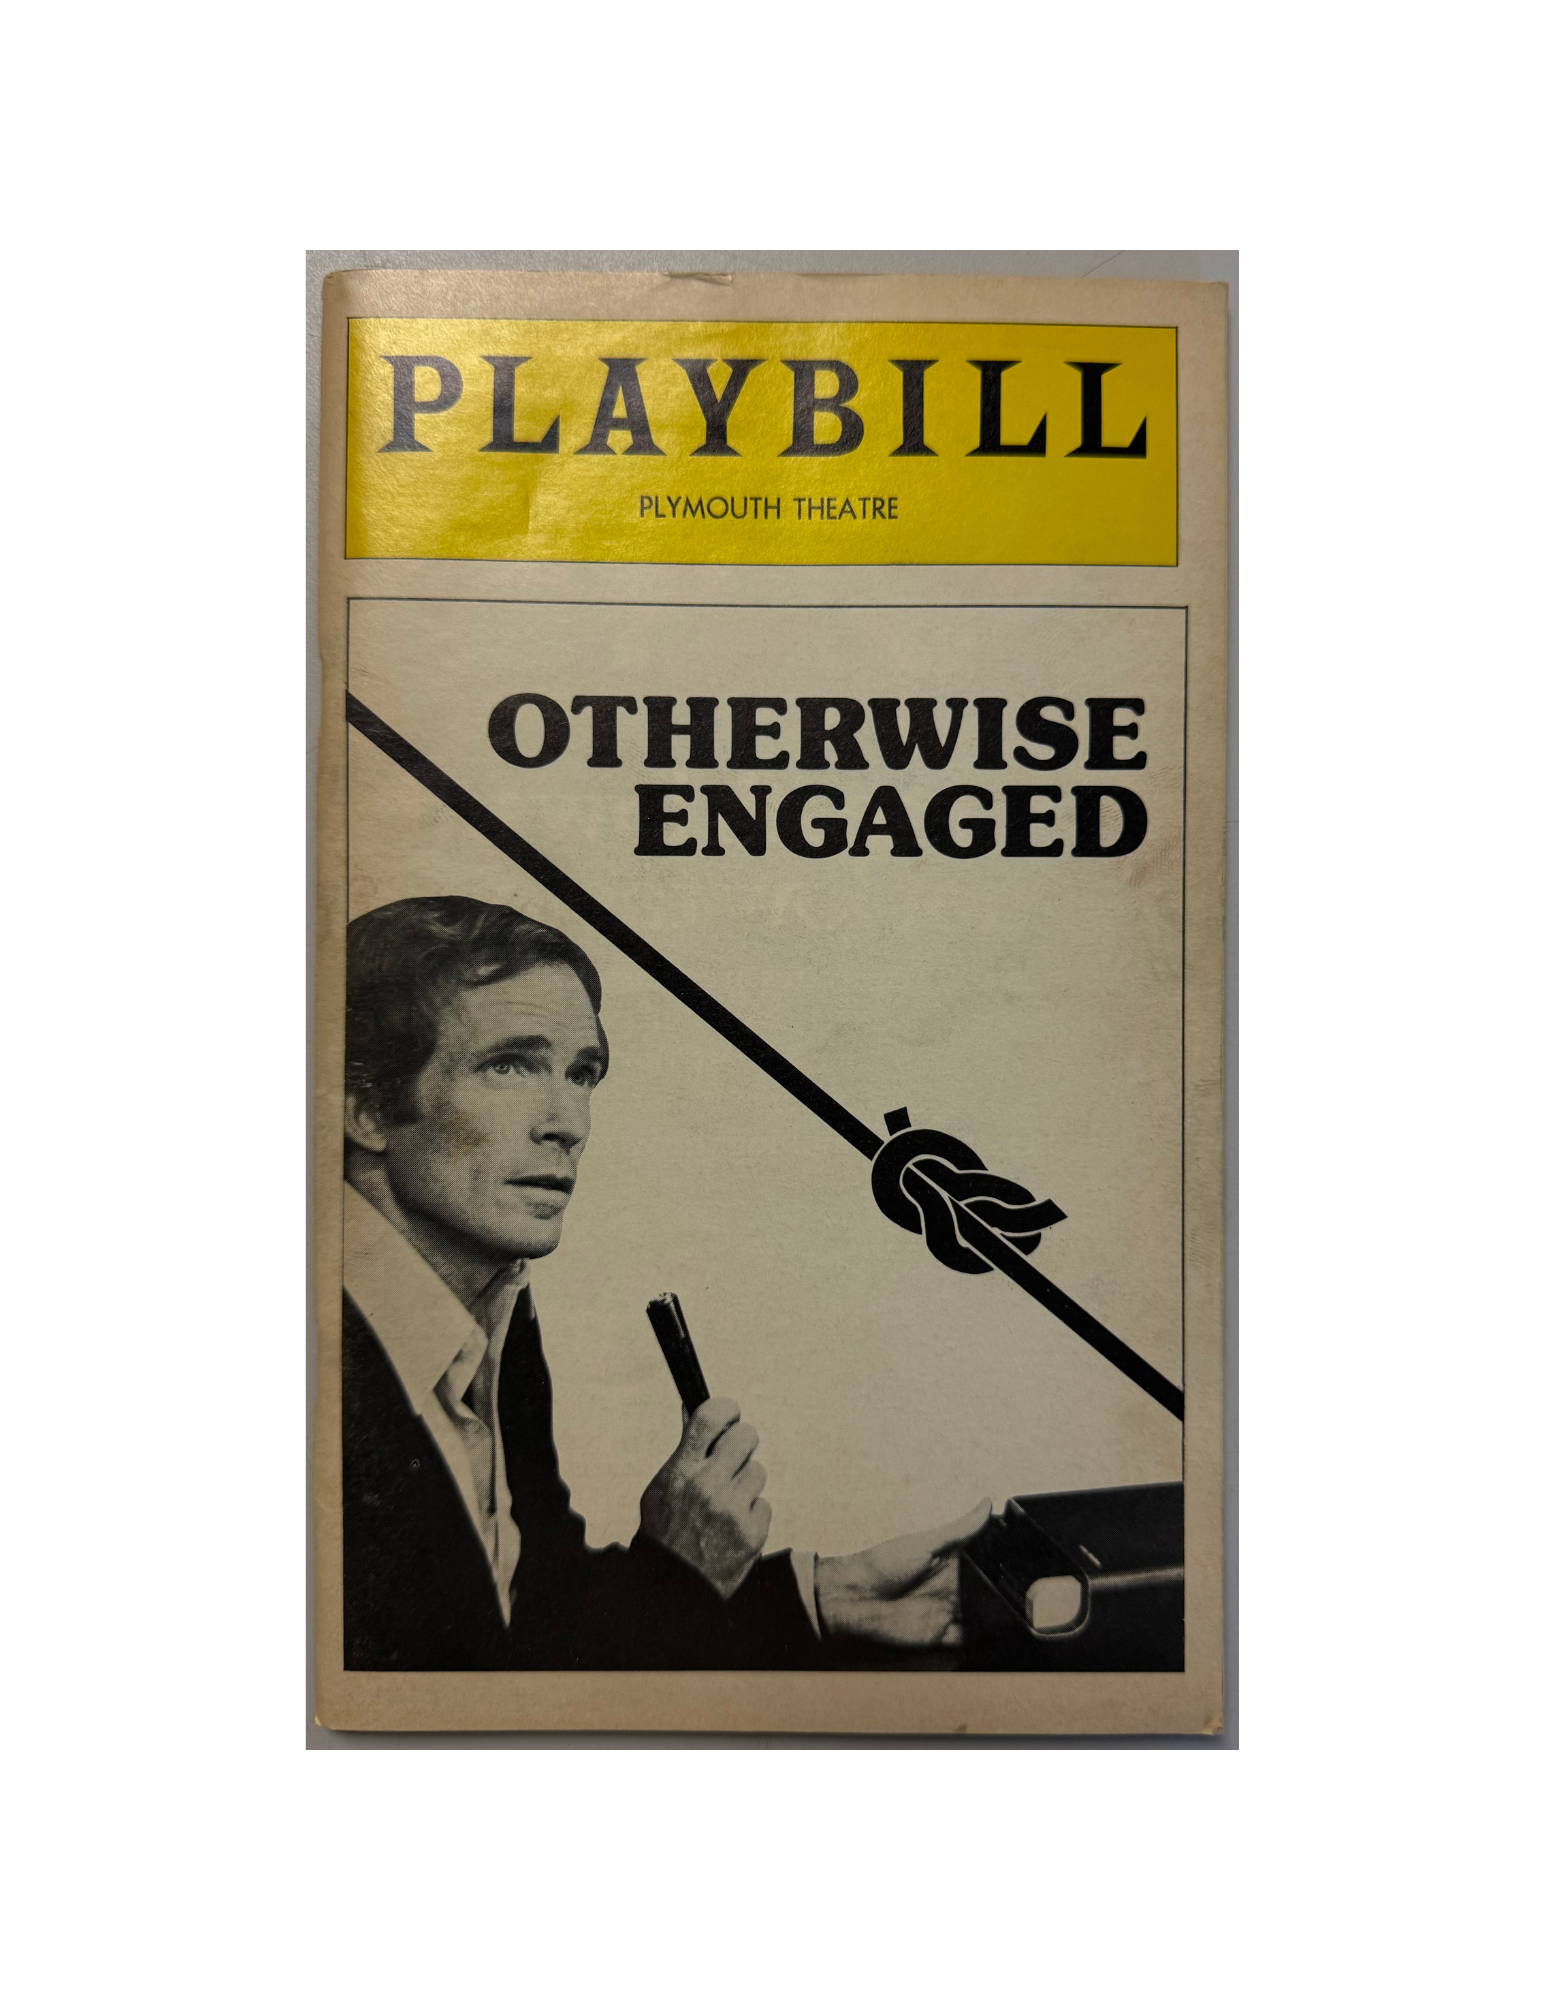 PLAYBILL
PLYMOUTH THEATRE
OTHERWISE
ENGAGED